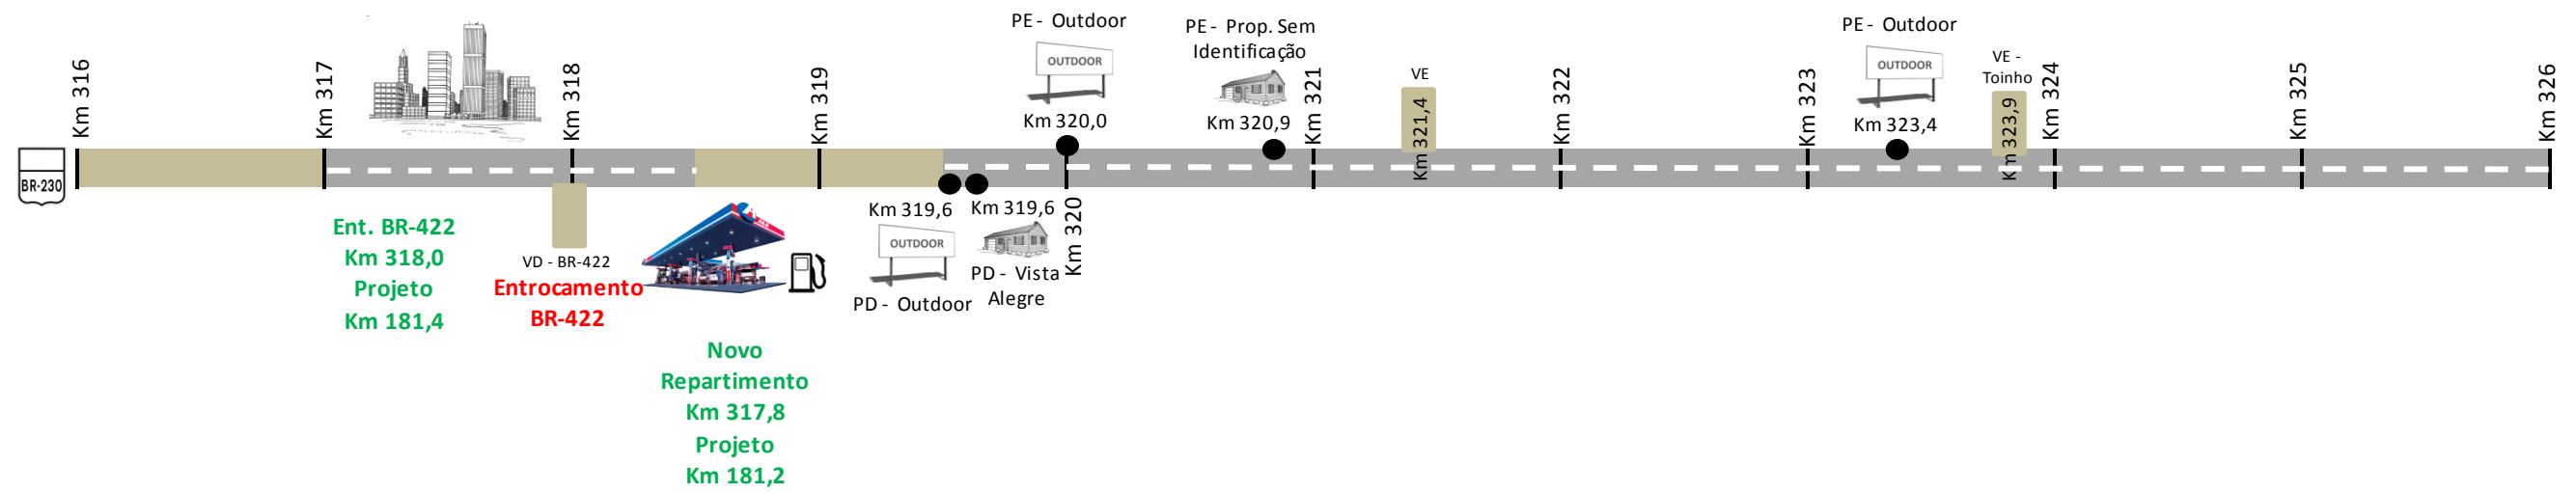 BR-230
Km 316
Km 317
Km 318
Km 319
Km 320
Km 321
Km 322
Km 323
Km 324
Km 325
Km 326
PE - Outdoor
OUTDOOR
Km 320,0
PE - Prop. Sem
Identificação
Km 320,9
VE
Km 321,4
PE - Outdoor
OUTDOOR
Km 323,4
VE -
Toinho
Km 323,9
Ent. BR-422
Km 318,0
Projeto
Km 181,4
VD - BR-422
Entrocamento
BR-422
Novo
Repartimento
Km 317,8
Projeto
Km 181,2
Km 319,6
OUTDOOR
PD - Outdoor
Km 319,6
PD - Vista
Alegre